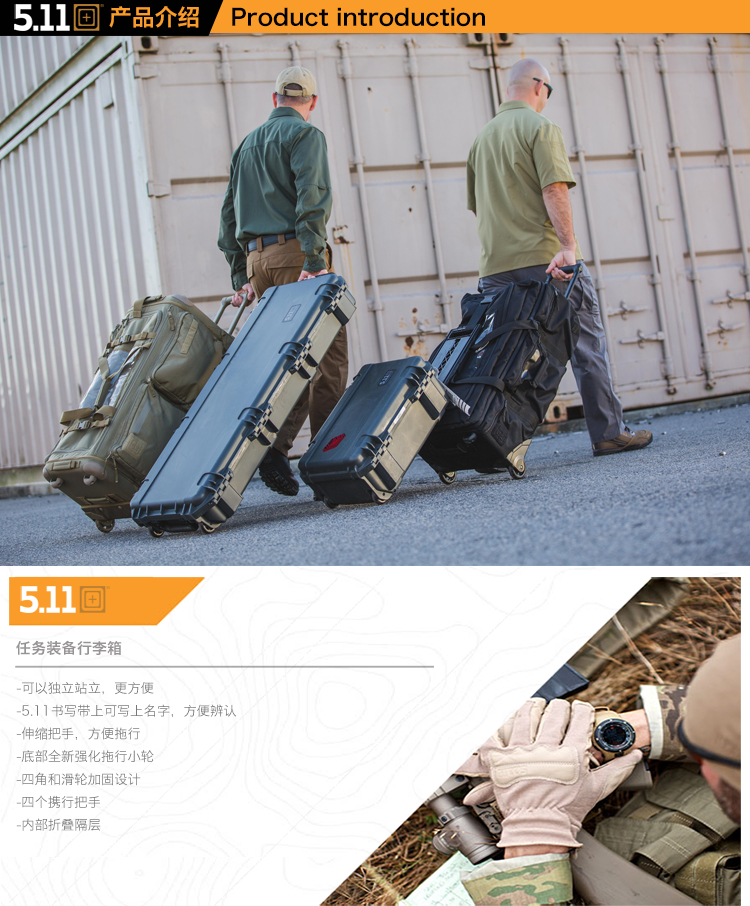 5.11 产品介绍 Product introduction
5.11
任务装备行李箱
-可以独立站立，更方便
-5.11书写带上可写上名字，方便辨认
-伸缩把手，方便拖行
-底部全新强化拖行小轮
-四角和滑轮加固设计
-四个携行把手
-内部折叠隔层